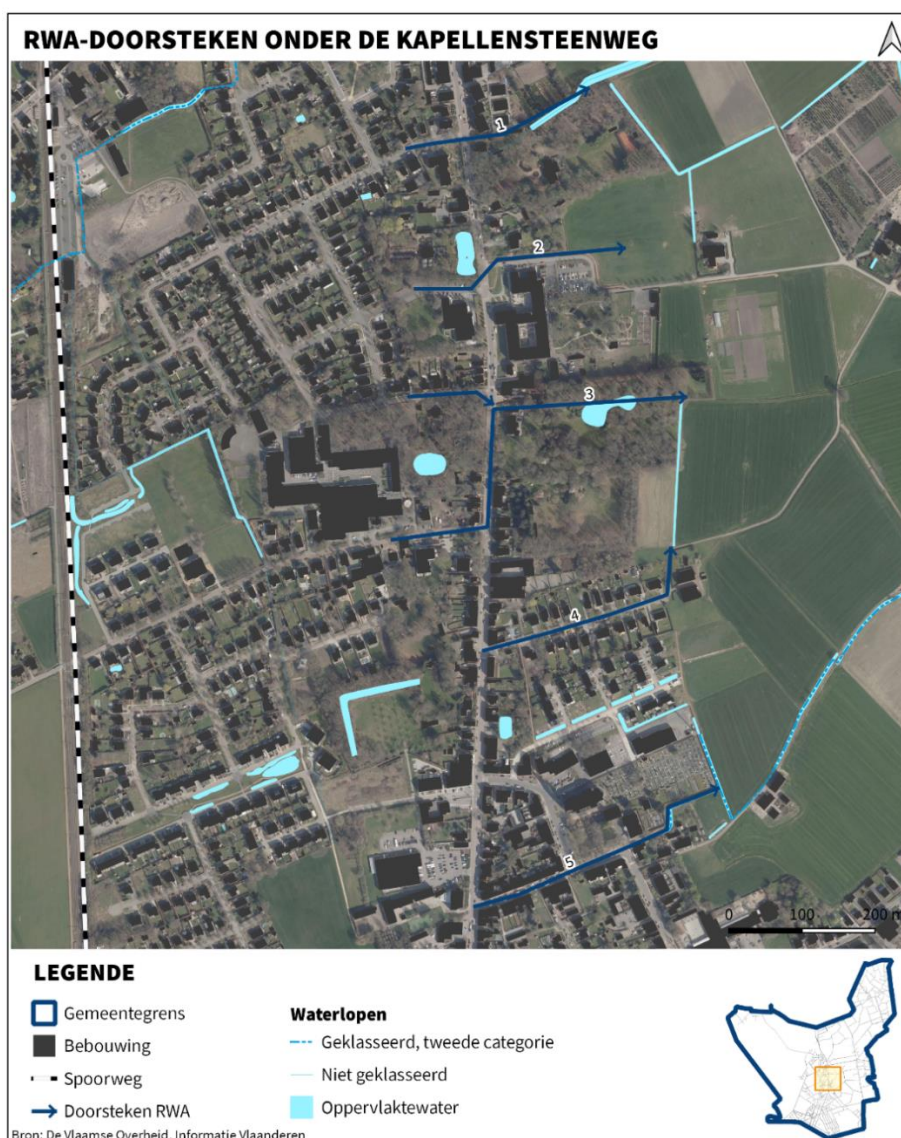 RWA-DOORSTEKEN ONDER DE KAPELLENSTEENWEG
1
2
3
4
5
0 100 200 m
LEGENDE
Gemeentegrens
Bebouwing
Spoorweg
Doorsteken RWA
Waterlopen
Geklasseerd, tweede categorie
Niet geklasseerd
Oppervlaktewater
Bron: De Vlaamse Overheid, Informatie Vlaanderen